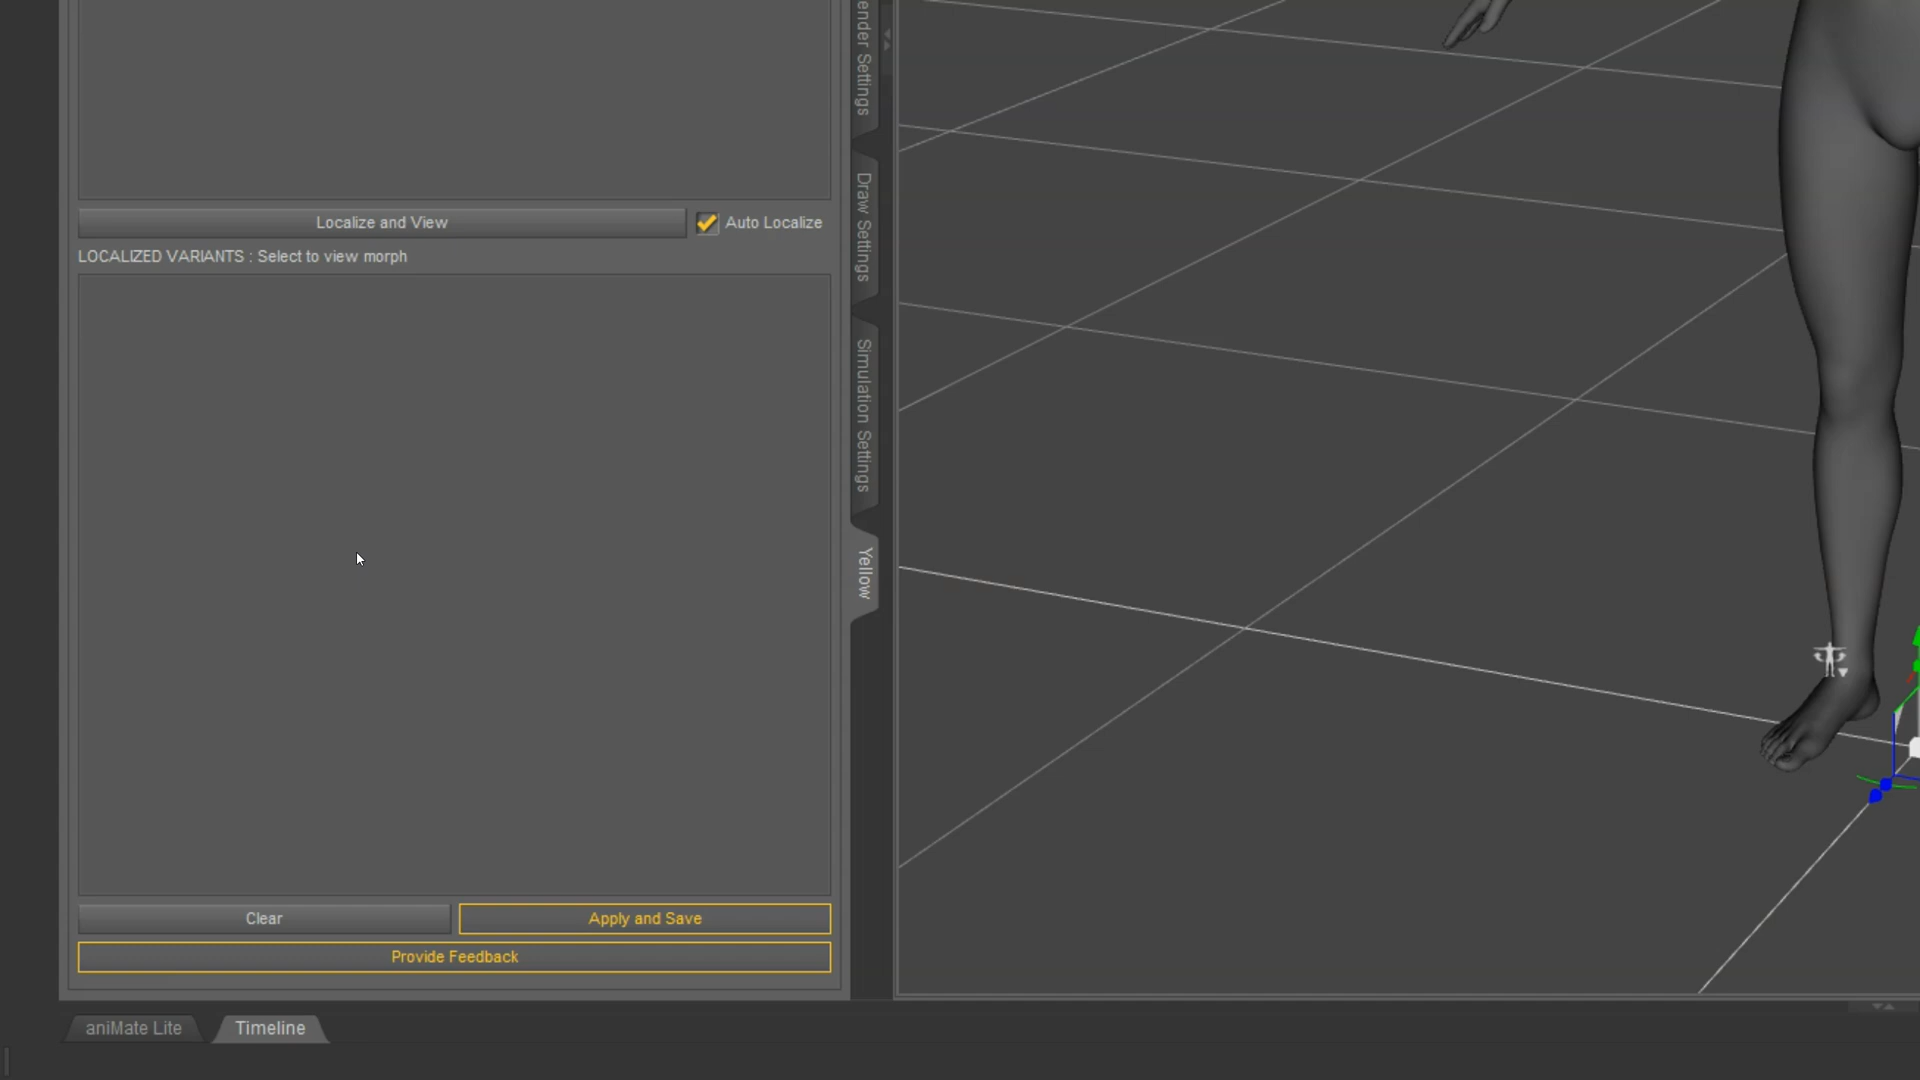 ender Settings
Localize and View
Auto Localize
LOCALIZED VARIANTS : Select to view morph
Draw Settings
Simulation Settings
Yellow
Clear
Apply and Save
Provide Feedback
aniMate Lite
Timeline